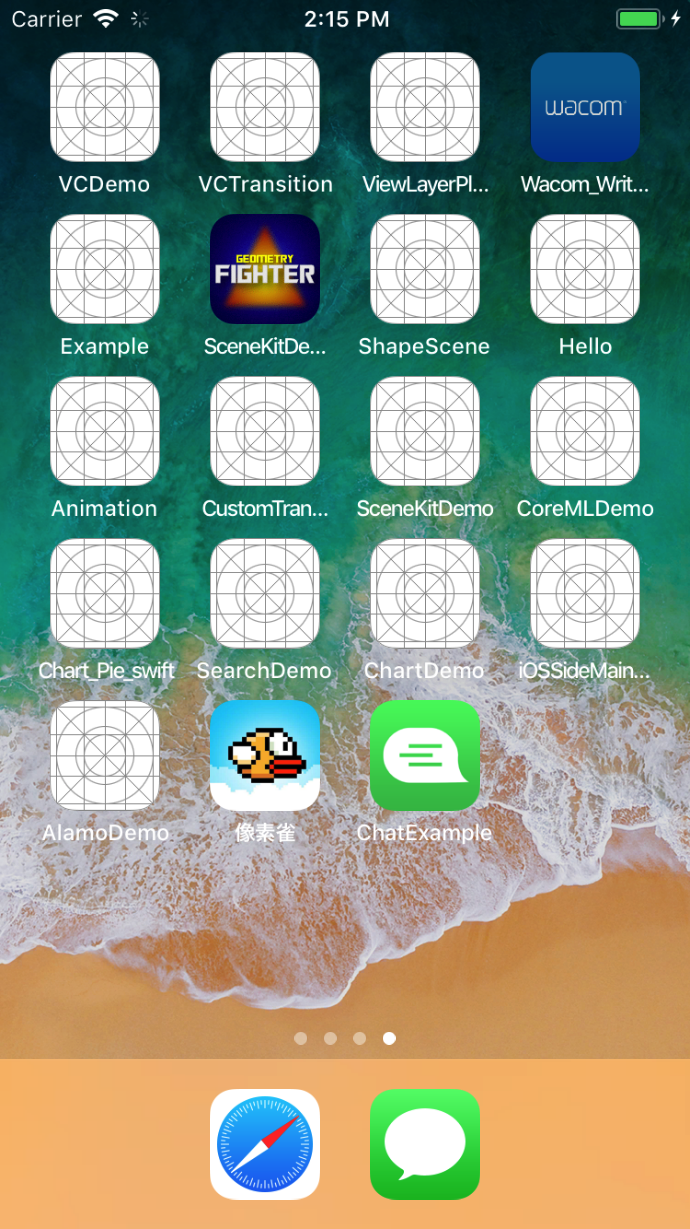 Carrier 2:15 PM
wacom
VCDemo VCTransition ViewLayerPl... Wacom_Writ...
GEOMETRY
FIGHTER
Example SceneKitDe... ShapeScene Hello
Animation CustomTran... SceneKitDemo CoreMLDemo
Chart_Pie_swift SearchDemo ChartDemo iOSSideMain...
AlamoDemo 像素雀 ChatExample